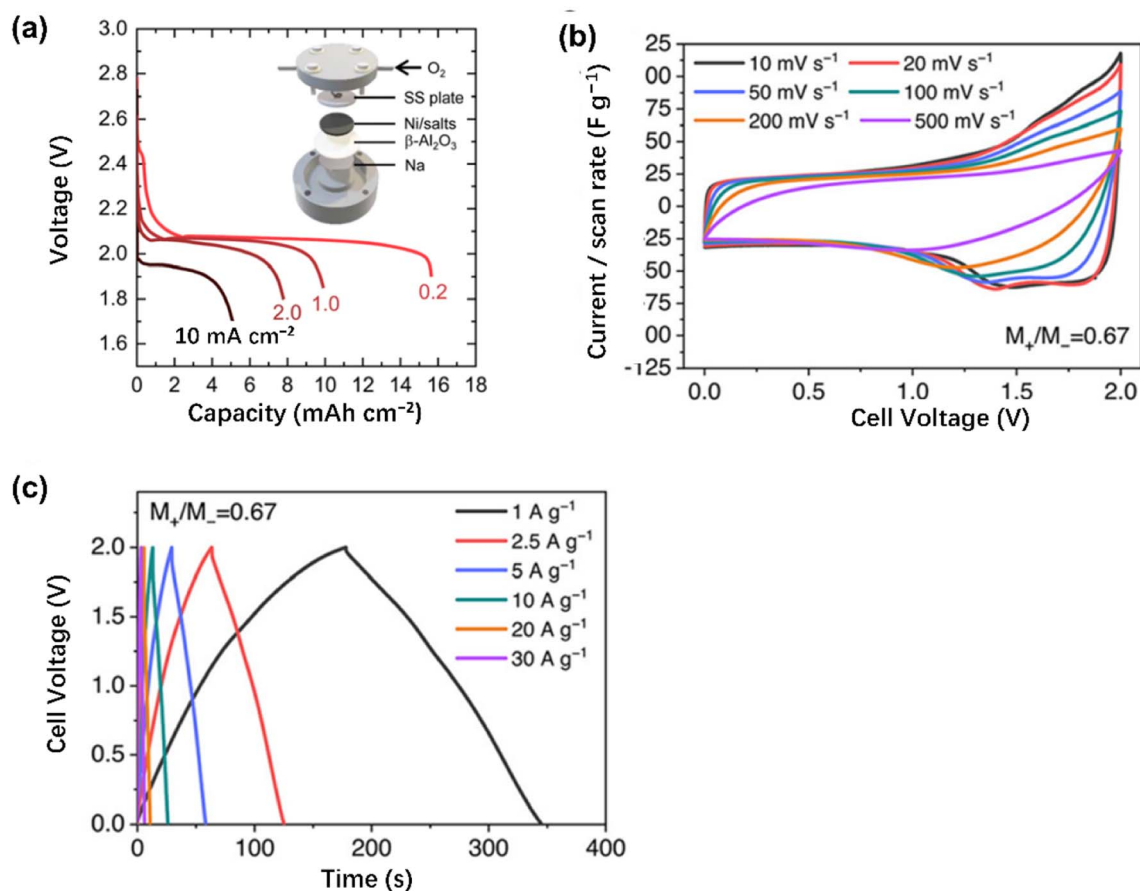 (a)
Voltage (V)
3.0
2.8
2.6
2.4
2.2
2.0
1.8
1.6
O₂
SS plate
Ni/salts
β-Al₂O₃
Na
0.2
1.0
2.0
10 mA cm⁻²
0 2 4 6 8 10 12 14 16 18
Capacity (mAh cm⁻²)
(b)
Current / scan rate (F g⁻¹)
25
00
75
50
25
0
-25
50
75
00
-125
10 mV s⁻¹
20 mV s⁻¹
50 mV s⁻¹
100 mV s⁻¹
200 mV s⁻¹
500 mV s⁻¹
M₊/M₋=0.67
0.0 0.5 1.0 1.5 2.0
Cell Voltage (V)
(c)
Cell Voltage (V)
2.0
1.5
1.0
0.5
0.0
M₊/M₋=0.67
1 A g⁻¹
2.5 A g⁻¹
5 A g⁻¹
10 A g⁻¹
20 A g⁻¹
30 A g⁻¹
0 100 200 300 400
Time (s)